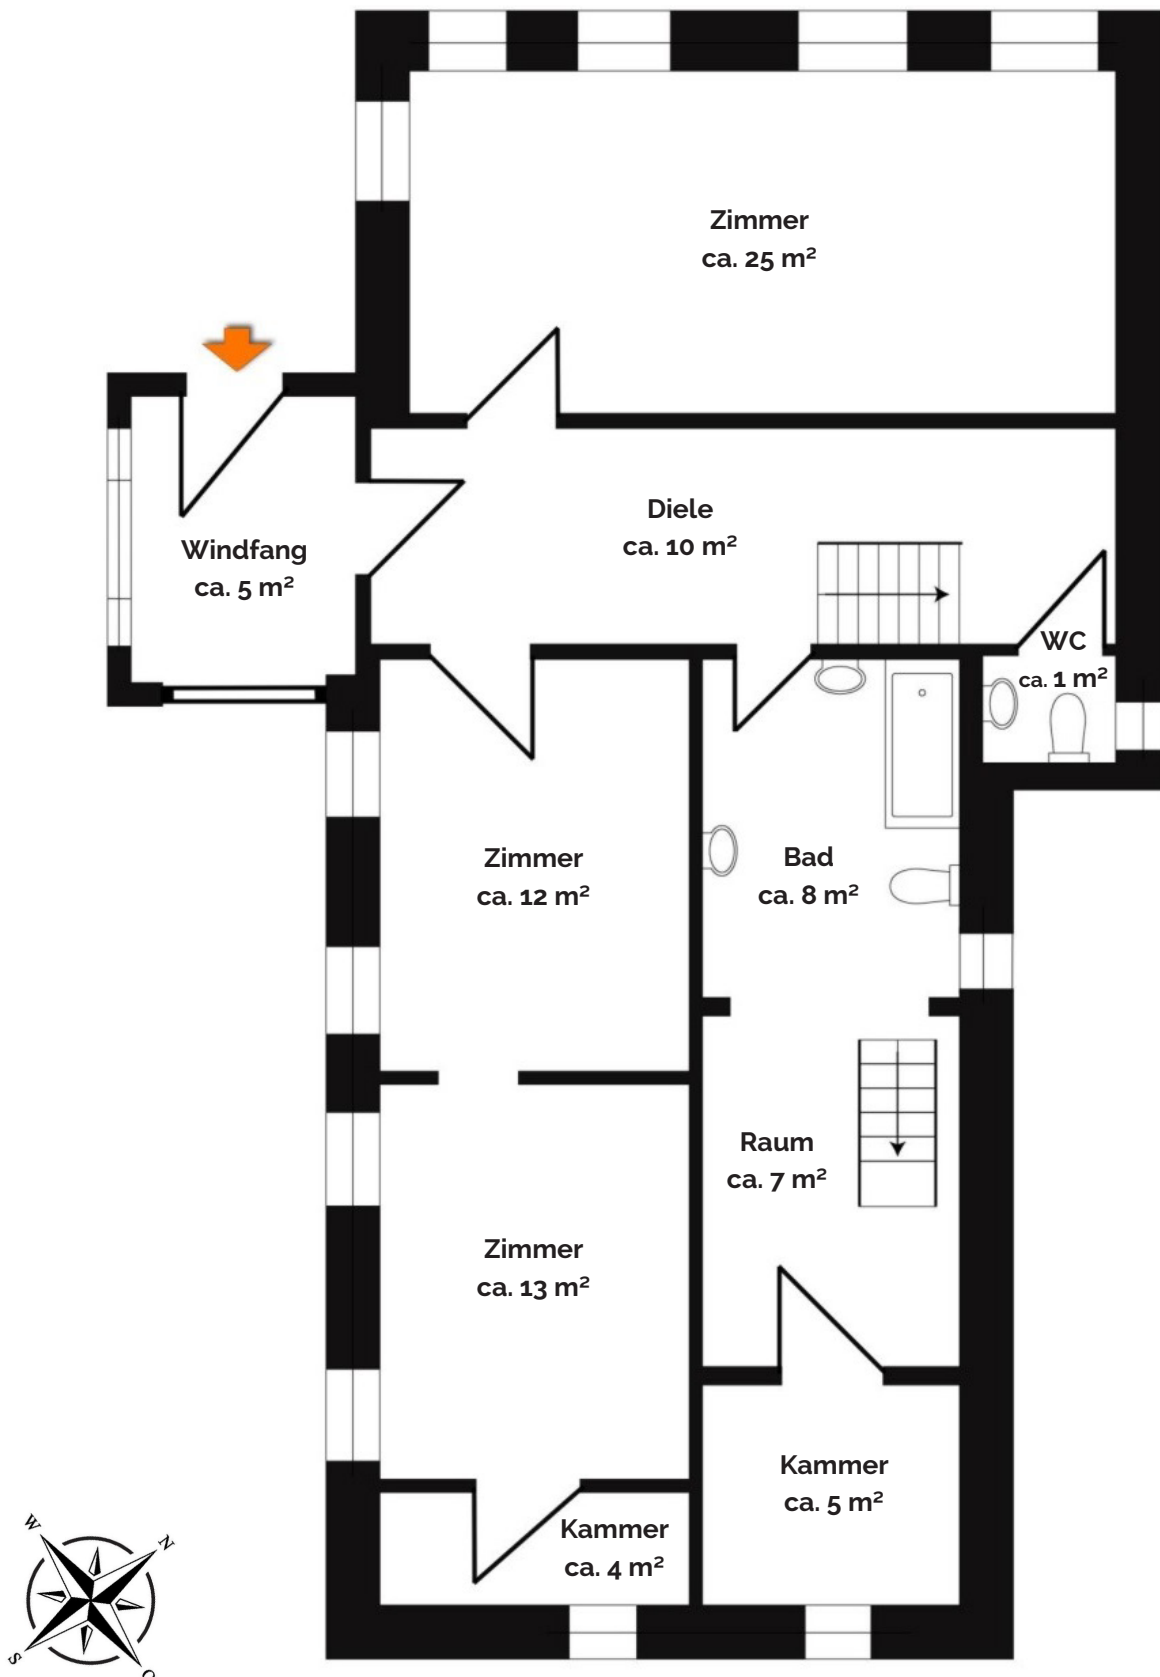 Zimmer
ca. 25 m²
Diele
ca. 10 m²
Windfang
ca. 5 m²
WC
ca. 1 m²
Zimmer
ca. 12 m²
Bad
ca. 8 m²
Raum
ca. 7 m²
Zimmer
ca. 13 m²
Kammer
ca. 5 m²
Kammer
ca. 4 m²
W
N
S